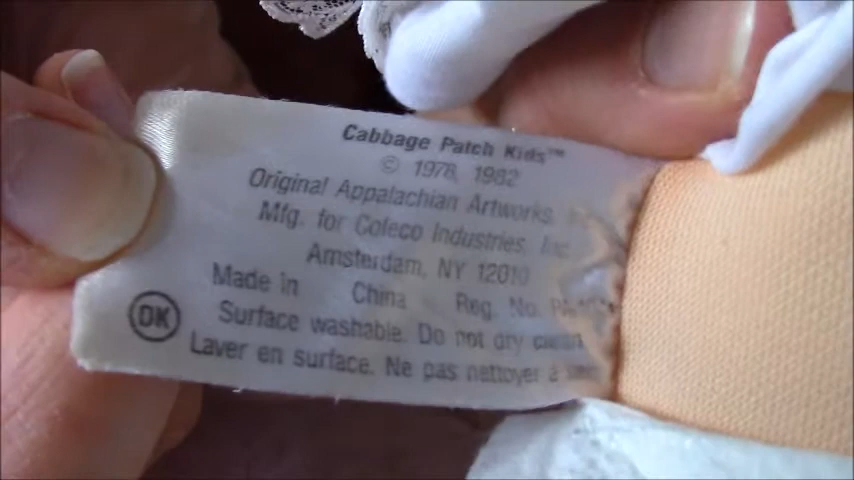 Cabbage Patch Kids™
© 1978, 1982
Original Appalachian Artworks,
Mfg. for Coleco Industries, Inc.
Amsterdam, NY 12010
Made in China Reg. No.
OK Surface washable. Do not dry clean
Laver en surface. Ne pas nettoyer à